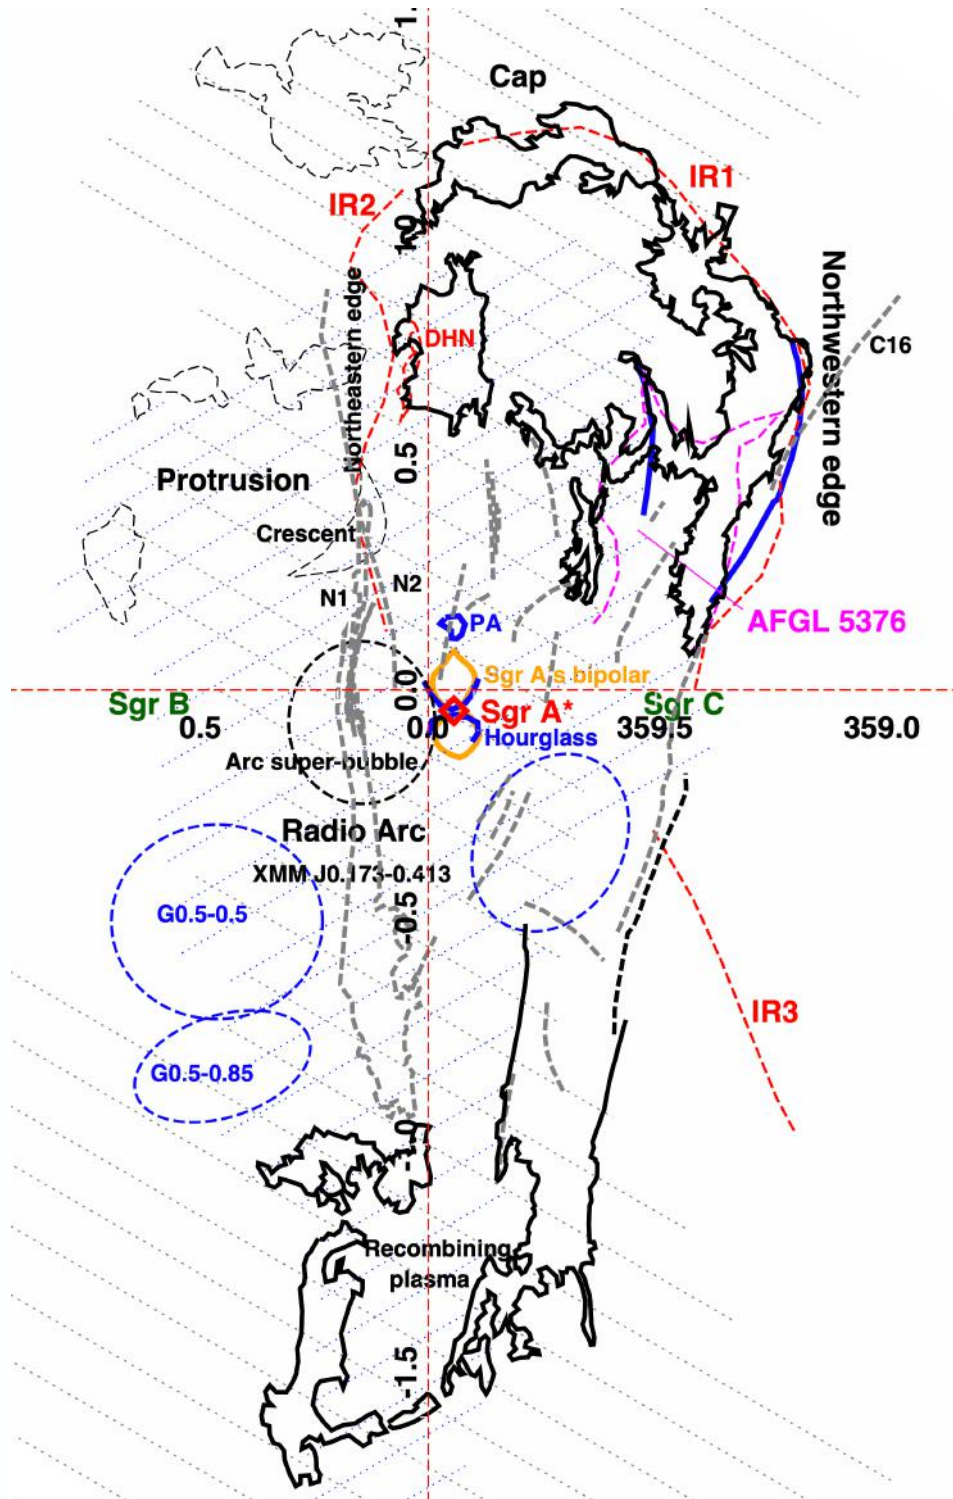 1.
Cap
IR1
IR2
1.0
Northeastern edge
Northwestern edge
DHN
C16
0.5
Protrusion
Crescent
N1
N2
PA
AFGL 5376
Sgr A's bipolar
0.0
Sgr B
Sgr A*
Sgr C
0.5
0.0
359.5
359.0
Hourglass
Arc super-bubble
Radio Arc
XMM J0.173-0.413
-0.5
G0.5-0.5
IR3
G0.5-0.85
-1.0
Recombining
plasma
-1.5